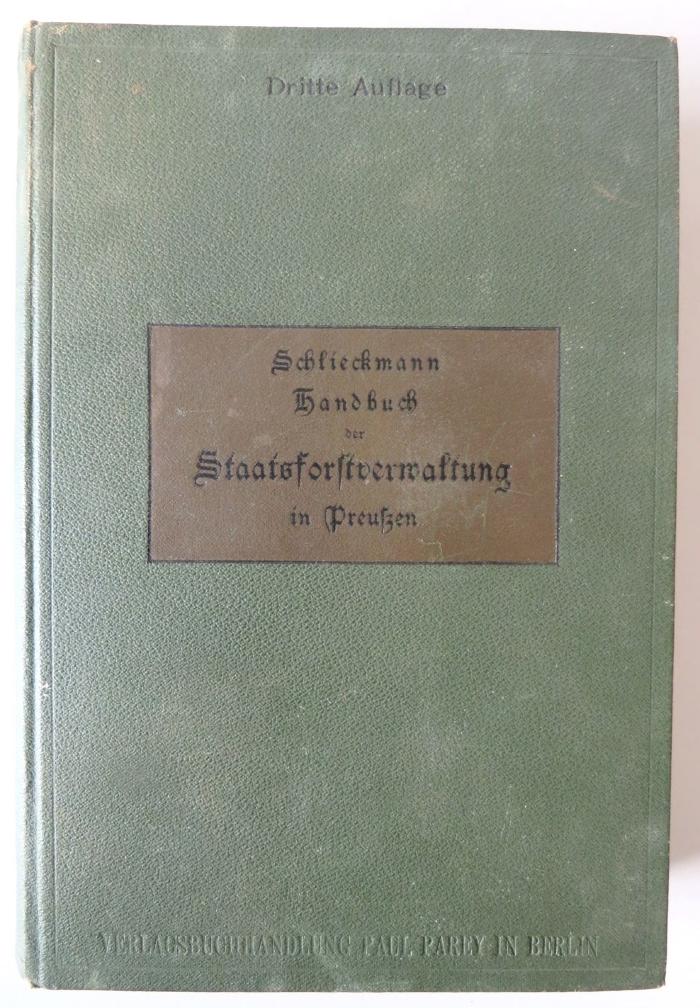 Dritte Auflage
Schlieckmann
Handbuch
der
Staatsforstverwaltung
in Preußen
VERLAGSBUCHHANDLUNG PAUL PAREY IN BERLIN